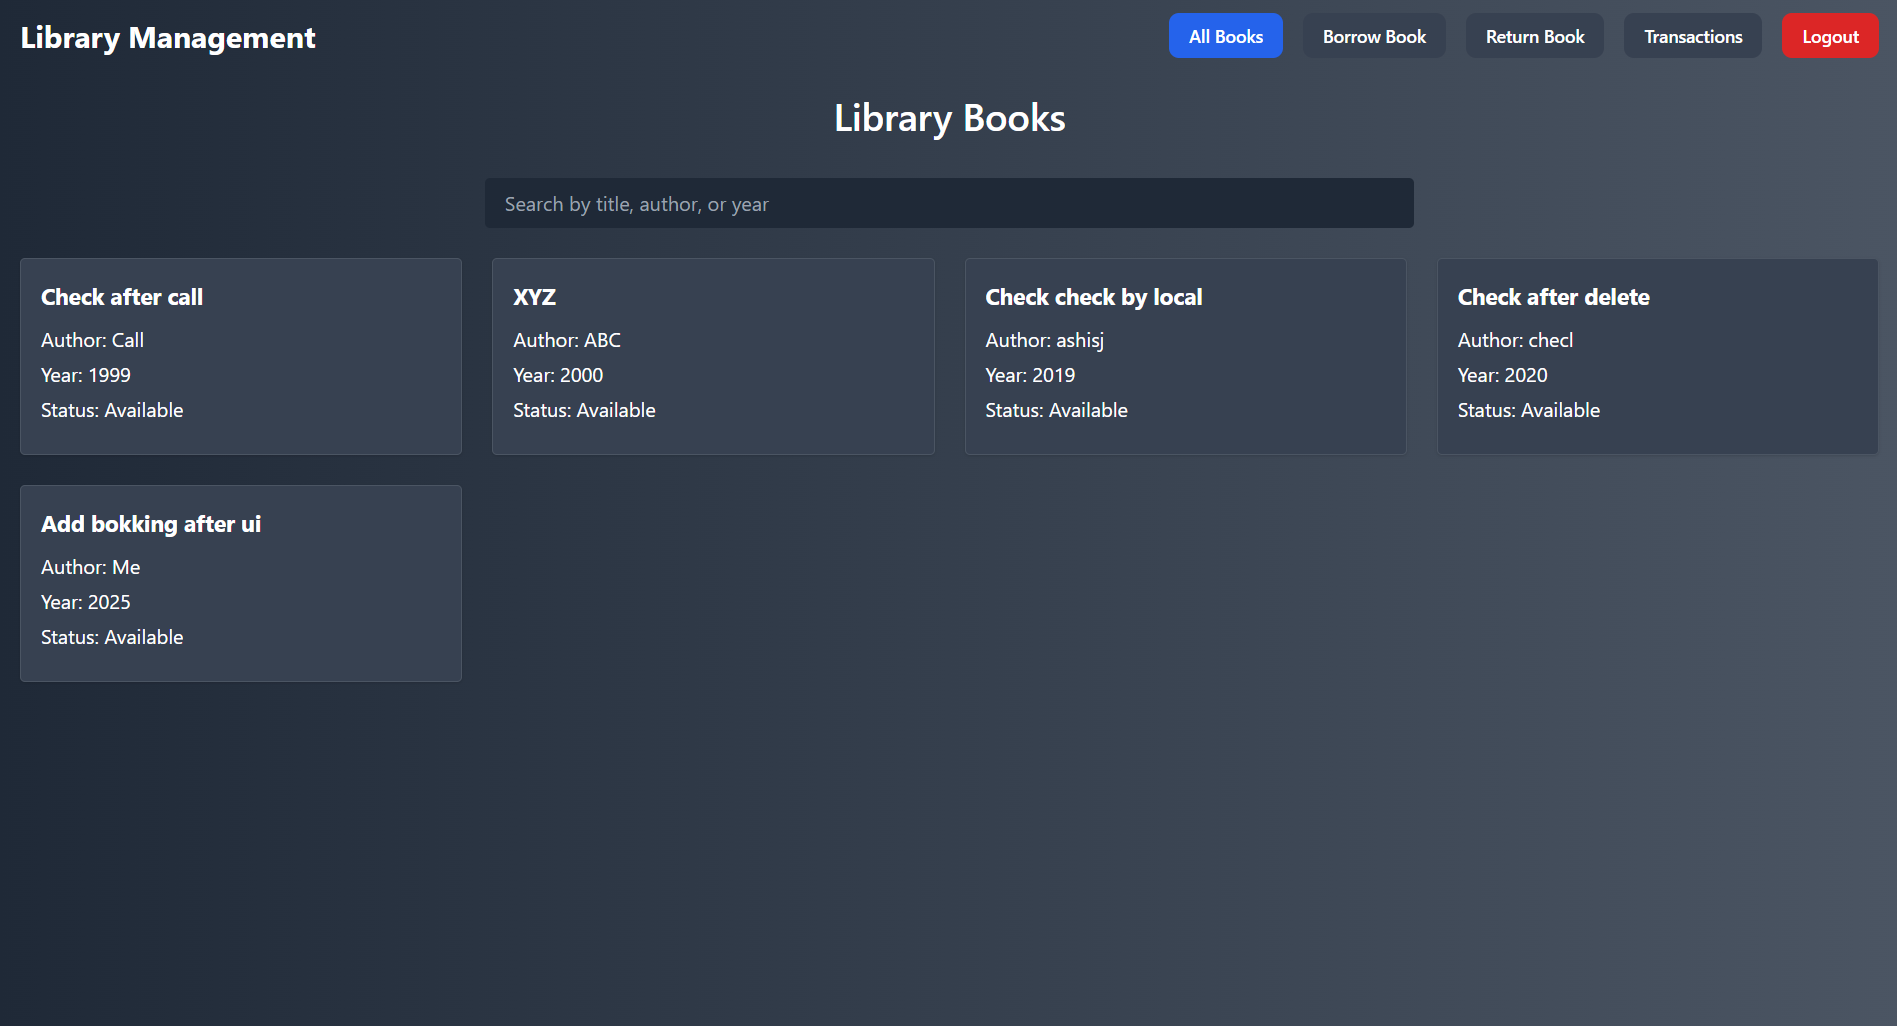 Library Management
All Books
Borrow Book
Return Book
Transactions
Logout
Library Books
Search by title, author, or year
Check after call
Author: Call
Year: 1999
Status: Available
XYZ
Author: ABC
Year: 2000
Status: Available
Check check by local
Author: ashisj
Year: 2019
Status: Available
Check after delete
Author: checl
Year: 2020
Status: Available
Add bokking after ui
Author: Me
Year: 2025
Status: Available